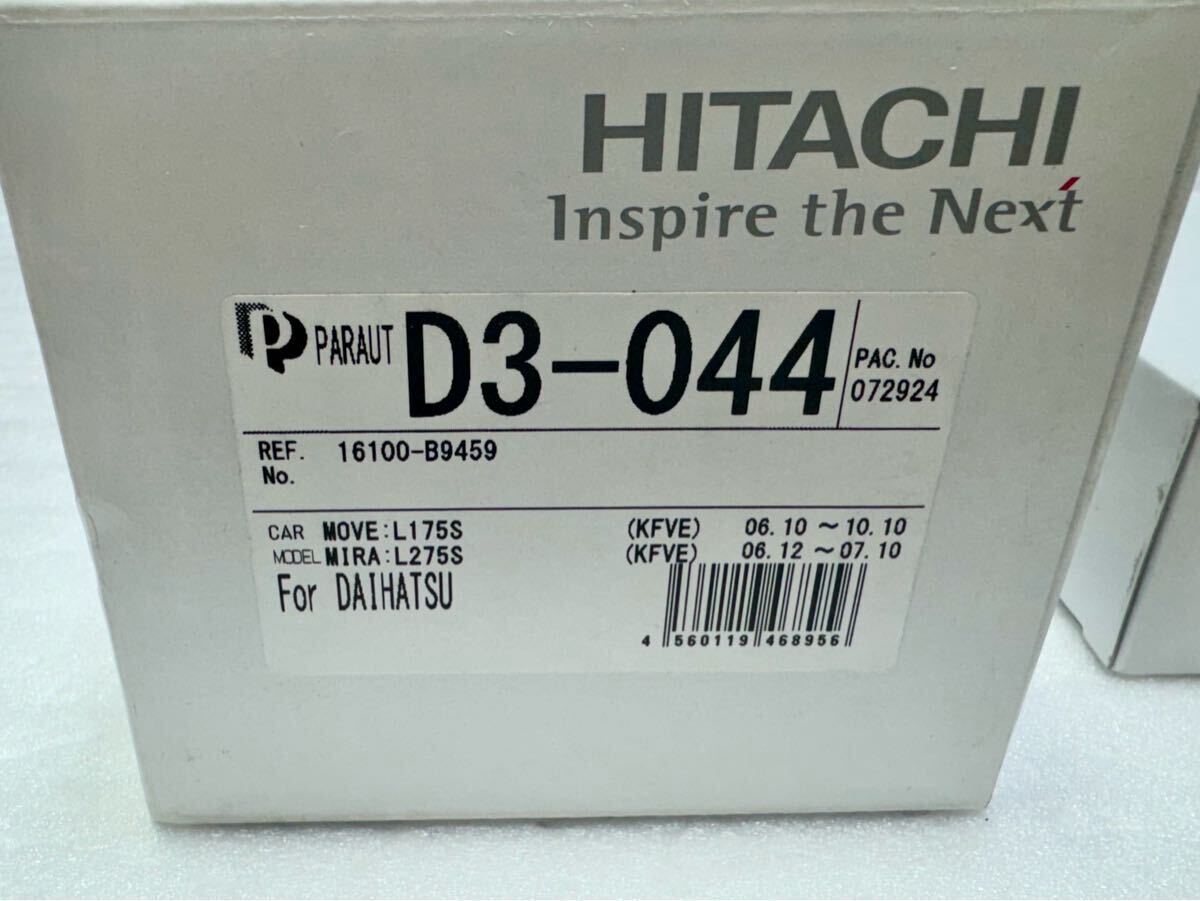 HITACHI
Inspire the Next
PARAUT D3-044 PAC. No 072924
REF. No. 16100-B9459
CAR MOVE:L175S (KFVE) 06.10 ~10.10
MODEL MIRA:L275S (KFVE) 06.12 ~07.10
For DAIHATSU
4 560119 468956